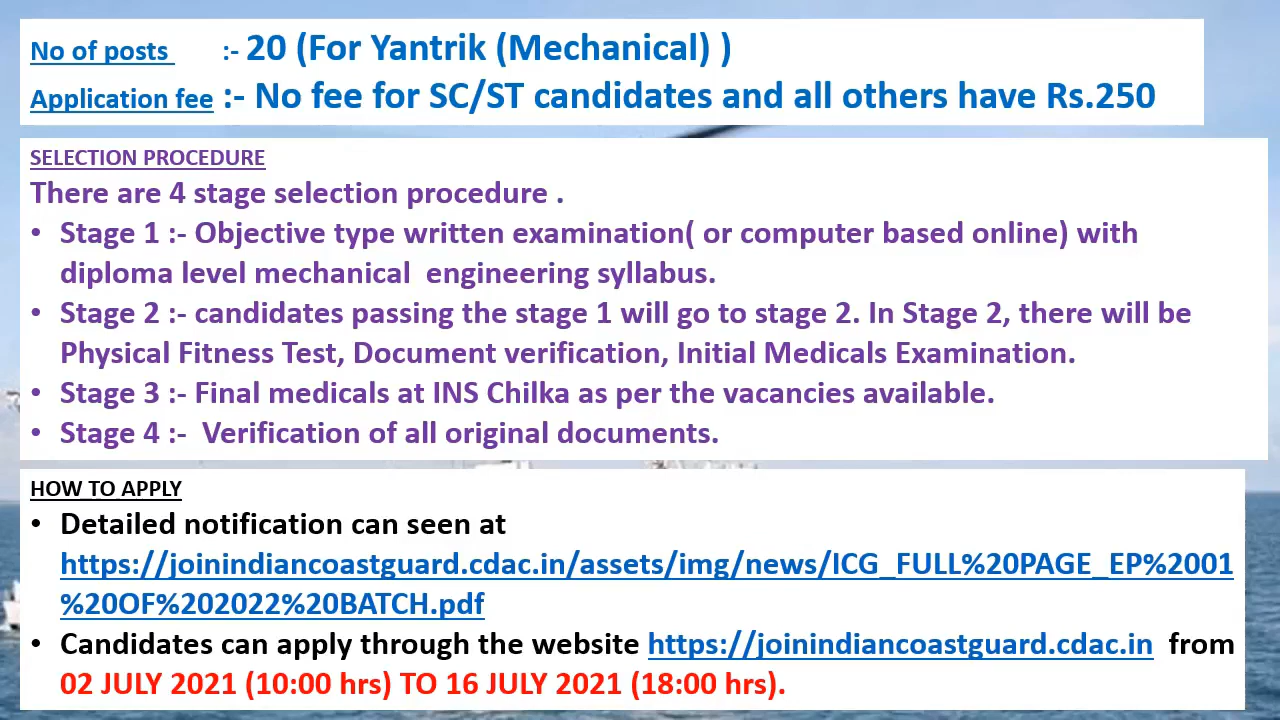 No of posts :- 20 (For Yantrik (Mechanical) )
Application fee :- No fee for SC/ST candidates and all others have Rs.250
SELECTION PROCEDURE
There are 4 stage selection procedure .
• Stage 1 :- Objective type written examination( or computer based online) with
diploma level mechanical engineering syllabus.
• Stage 2 :- candidates passing the stage 1 will go to stage 2. In Stage 2, there will be
Physical Fitness Test, Document verification, Initial Medicals Examination.
• Stage 3 :- Final medicals at INS Chilka as per the vacancies available.
• Stage 4 :- Verification of all original documents.
HOW TO APPLY
• Detailed notification can seen at
https://joinindiancoastguard.cdac.in/assets/img/news/ICG_FULL%20PAGE_EP%2001
%20OF%202022%20BATCH.pdf
• Candidates can apply through the website https://joinindiancoastguard.cdac.in from
02 JULY 2021 (10:00 hrs) TO 16 JULY 2021 (18:00 hrs).